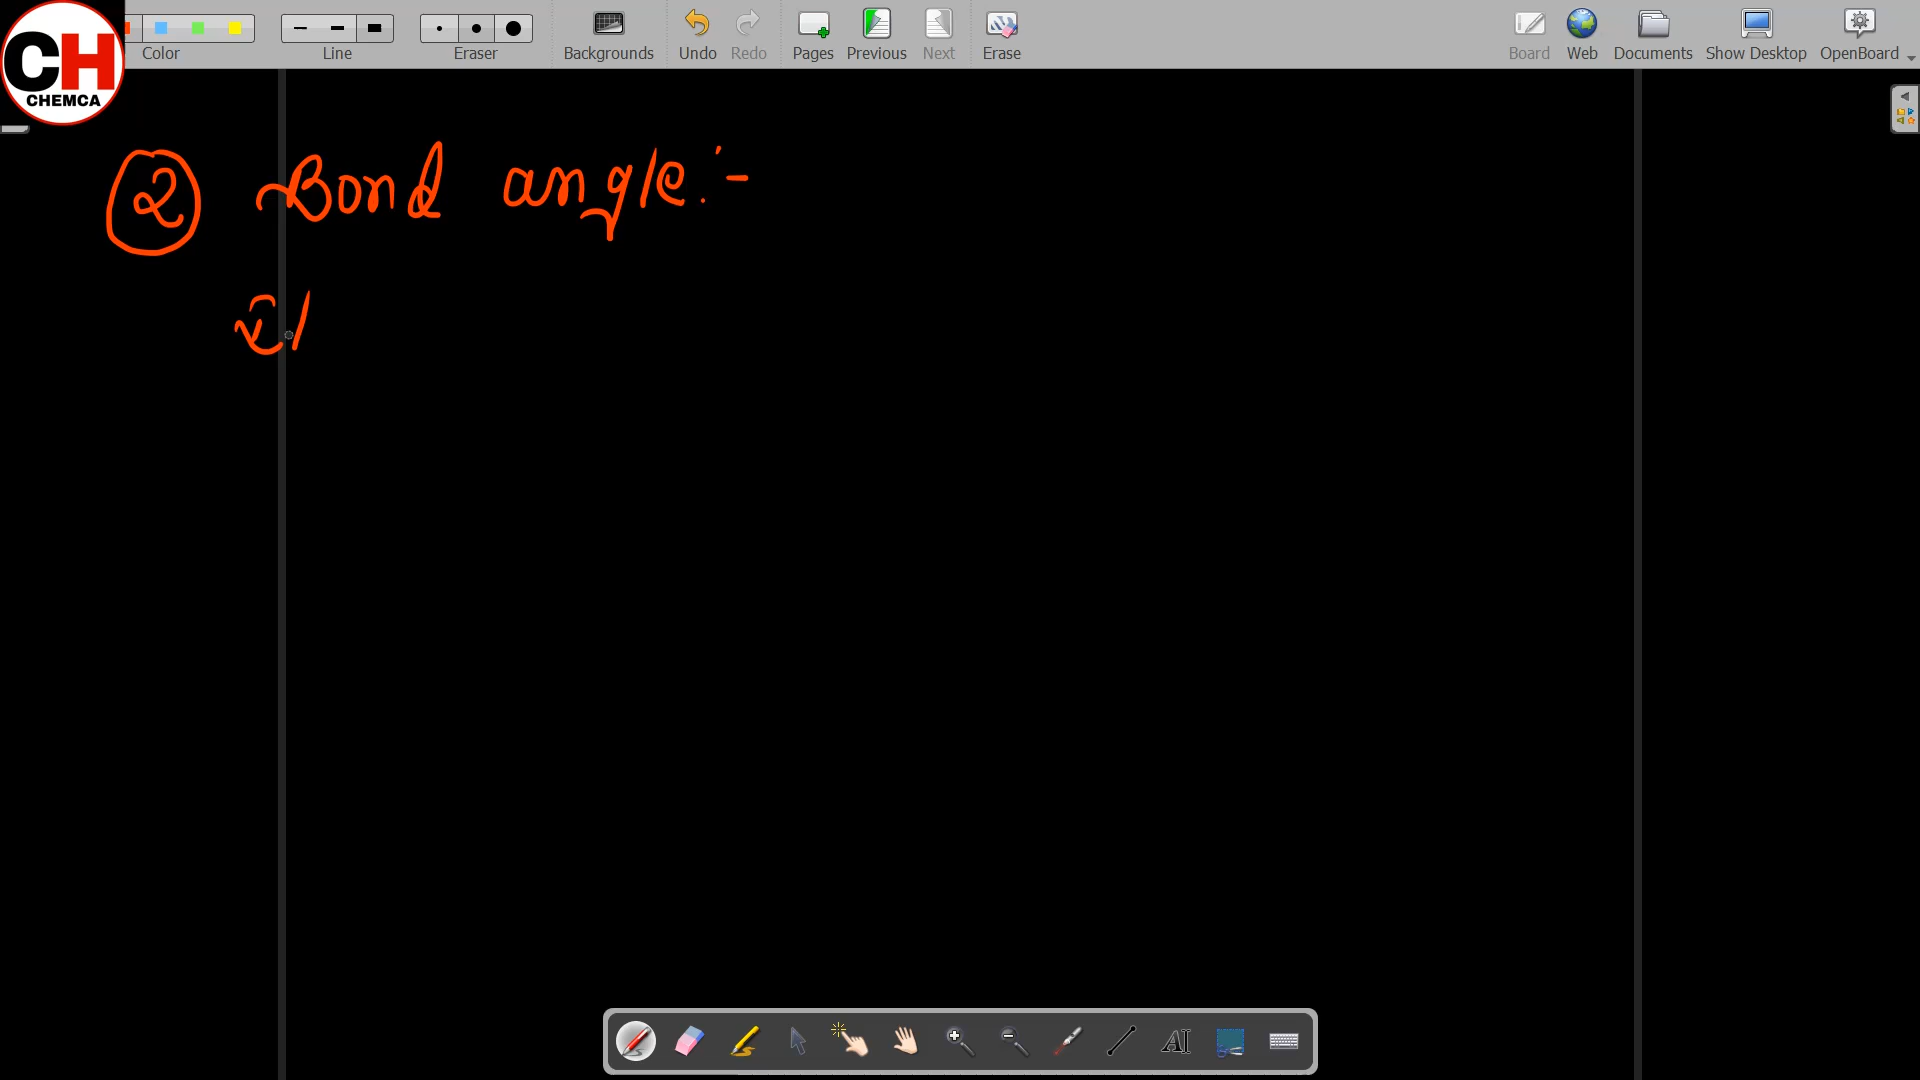 CH
CHEMCA
Color
Line
Eraser
Backgrounds
Undo
Redo
Pages
Previous
Next
Erase
Board
Web
Documents
Show Desktop
OpenBoard
② Bond angle :-
AI